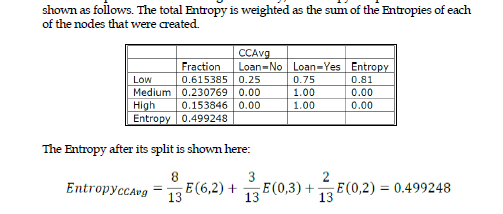 shown as follows. The total Entropy is weighted as the sum of the Entropies of each
of the nodes that were created.
CCAvg
Fraction Loan=No Loan=Yes Entropy
Low 0.615385 0.25 0.75 0.81
Medium 0.230769 0.00 1.00 0.00
High 0.153846 0.00 1.00 0.00
Entropy 0.499248
The Entropy after its split is shown here:
Entropy_CCAvg = 8/13 E(6,2) + 3/13 E(0,3) + 2/13 E(0,2) = 0.499248